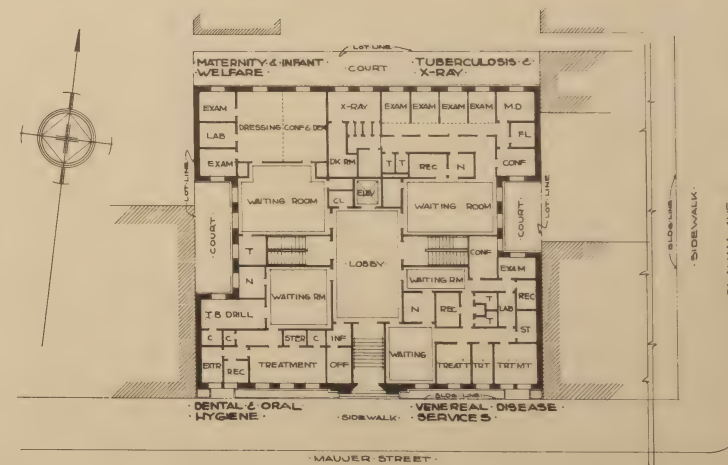 LOT LINE
MATERNITY & INFANT
WELFARE
COURT
TUBERCULOSIS &
X-RAY
EXAM
LAB
EXAM
DRESSING
CONF & DEM
X-RAY
DK RM
EXAM EXAM EXAM EXAM
M.D
FL
CONF
T T
REC
N
LOT LINE
COURT
WAITING ROOM
CL
ELEV
WAITING ROOM
COURT
LOT LINE
LOBBY
T
N
WAITING RM
CONF
WAITING RM
EXAM
REC
LAB
ST
T
T
N
REC
T.B DRILL
C C
STER C INF
EXTR
REC
TREATMENT
OFF
WAITING
TREAT T
TRT
TRTMT
BLDG LINE
SIDEWALK
DENTAL & ORAL
HYGIENE
SIDEWALK
BLDG LINE
VENEREAL DISEASE
SERVICES
MAUJER STREET